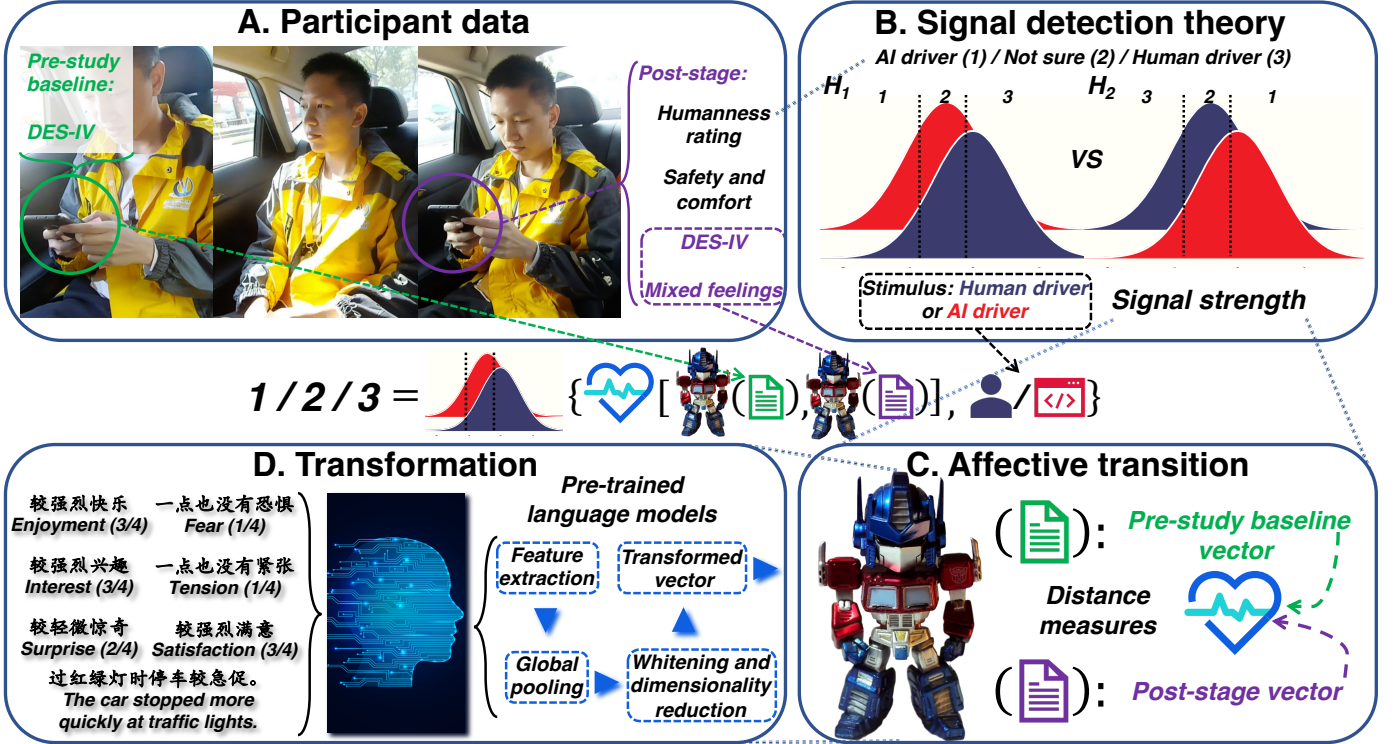 A. Participant data
Pre-study
baseline:
DES-IV
Post-stage:
Humanness
rating
Safety and
comfort
DES-IV
Mixed feelings
B. Signal detection theory
AI driver (1) / Not sure (2) / Human driver (3)
H1 1 2 3
H2 3 2 1
VS
Stimulus: Human driver
or AI driver
Signal strength
1 / 2 / 3 = { [ ( ), ( )], / </> }
D. Transformation
较强烈快乐
Enjoyment (3/4)
一点也没有恐惧
Fear (1/4)
较强烈兴趣
Interest (3/4)
一点也没有紧张
Tension (1/4)
较轻微惊奇
Surprise (2/4)
较强烈满意
Satisfaction (3/4)
过红绿灯时停车较急促。
The car stopped more
quickly at traffic lights.
Pre-trained
language models
Feature
extraction
Transformed
vector
Global
pooling
Whitening and
dimensionality
reduction
C. Affective transition
( ):
Pre-study baseline
vector
Distance
measures
( ):
Post-stage vector